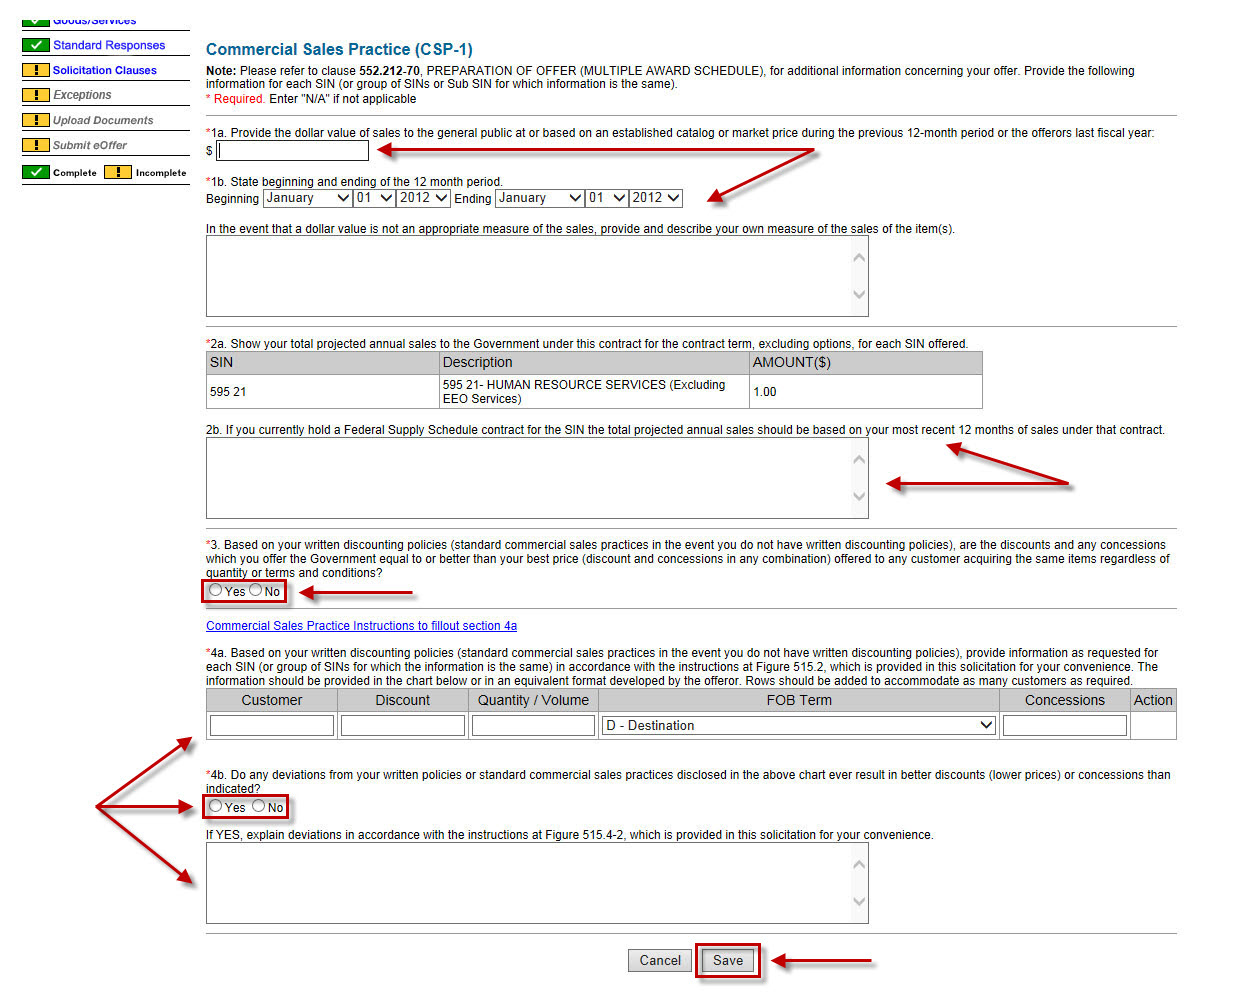 Goods/Services
Standard Responses
Solicitation Clauses
Exceptions
Upload Documents
Submit eOffer
Complete Incomplete
Commercial Sales Practice (CSP-1)
Note: Please refer to clause 552.212-70, PREPARATION OF OFFER (MULTIPLE AWARD SCHEDULE), for additional information concerning your offer. Provide the following
information for each SIN (or group of SINs or Sub SIN for which information is the same).
* Required. Enter "N/A" if not applicable
*1a. Provide the dollar value of sales to the general public at or based on an established catalog or market price during the previous 12-month period or the offerors last fiscal year:
$
*1b. State beginning and ending of the 12 month period.
Beginning January 01 2012 Ending January 01 2012
In the event that a dollar value is not an appropriate measure of the sales, provide and describe your own measure of the sales of the item(s).
*2a. Show your total projected annual sales to the Government under this contract for the contract term, excluding options, for each SIN offered.
SIN Description AMOUNT($)
595 21 595 21- HUMAN RESOURCE SERVICES (Excluding 1.00
EEO Services)
2b. If you currently hold a Federal Supply Schedule contract for the SIN the total projected annual sales should be based on your most recent 12 months of sales under that contract.
*3. Based on your written discounting policies (standard commercial sales practices in the event you do not have written discounting policies), are the discounts and any concessions
which you offer the Government equal to or better than your best price (discount and concessions in any combination) offered to any customer acquiring the same items regardless of
quantity or terms and conditions?
Yes No
Commercial Sales Practice Instructions to fillout section 4a
*4a. Based on your written discounting policies (standard commercial sales practices in the event you do not have written discounting policies), provide information as requested for
each SIN (or group of SINs for which the information is the same) in accordance with the instructions at Figure 515.2, which is provided in this solicitation for your convenience. The
information should be provided in the chart below or in an equivalent format developed by the offeror. Rows should be added to accommodate as many customers as required.
Customer Discount Quantity / Volume FOB Term Concessions Action
D - Destination
*4b. Do any deviations from your written policies or standard commercial sales practices disclosed in the above chart ever result in better discounts (lower prices) or concessions than
indicated?
Yes No
If YES, explain deviations in accordance with the instructions at Figure 515.4-2, which is provided in this solicitation for your convenience.
Cancel Save